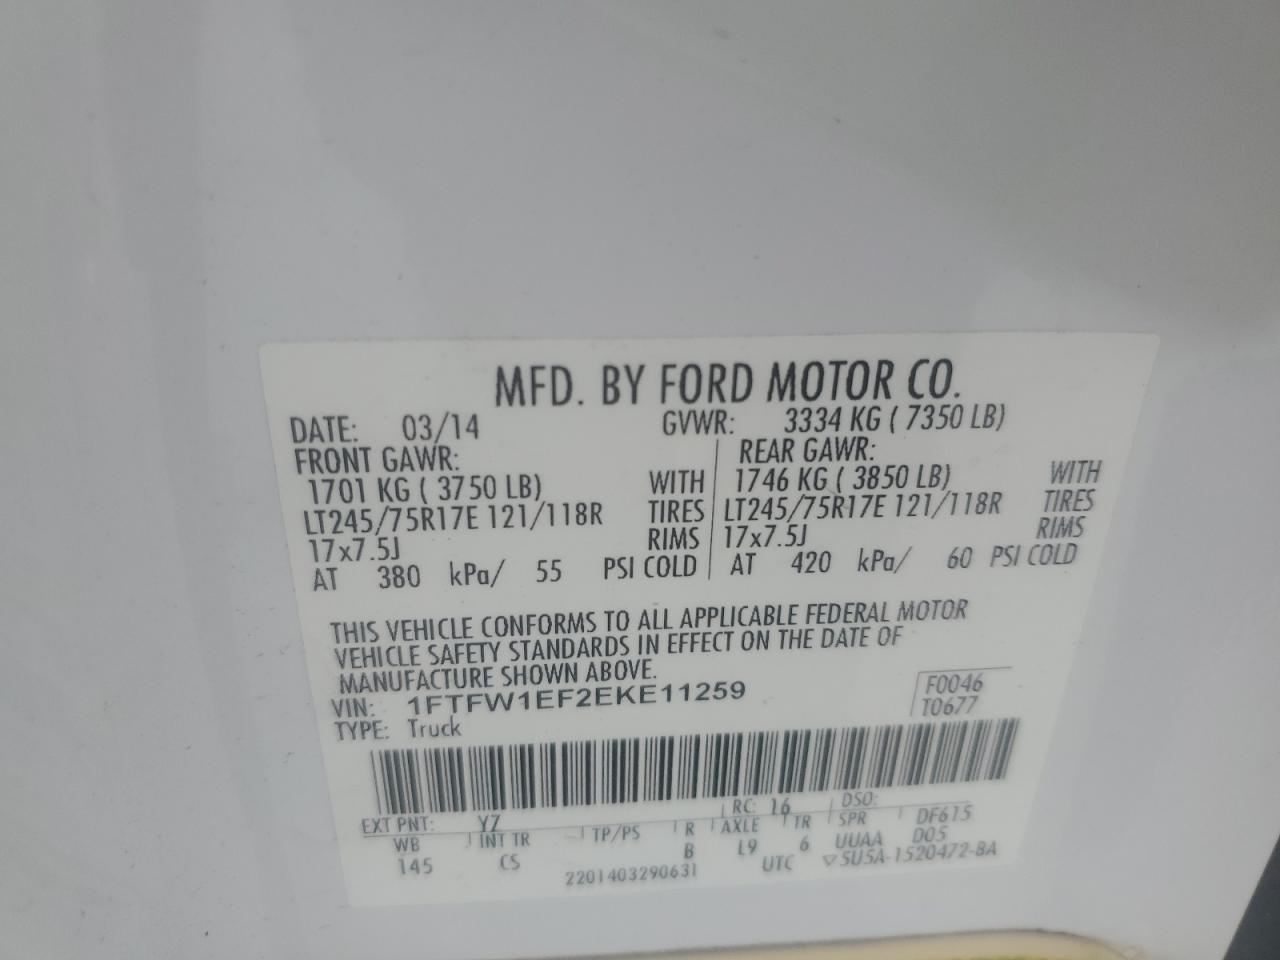 MFD. BY FORD MOTOR CO.
DATE: 03/14 GVWR: 3334 KG ( 7350 LB)
FRONT GAWR: REAR GAWR:
1701 KG ( 3750 LB) WITH 1746 KG ( 3850 LB) WITH
LT245/75R17E 121/118R TIRES LT245/75R17E 121/118R TIRES
17x7.5J RIMS 17x7.5J RIMS
AT 380 kPa/ 55 PSI COLD AT 420 kPa/ 60 PSI COLD
THIS VEHICLE CONFORMS TO ALL APPLICABLE FEDERAL MOTOR
VEHICLE SAFETY STANDARDS IN EFFECT ON THE DATE OF
MANUFACTURE SHOWN ABOVE.
VIN: 1FTFW1EF2EKE11259 F0046
TYPE: Truck T0677
EXT PNT: YZ RC: 16 DSO:
WB INT TR TP/PS R AXLE TR SPR DF615
145 CS B L9 6 UUAA D05
2201403290631 UTC ▽5U5A-1520472-BA